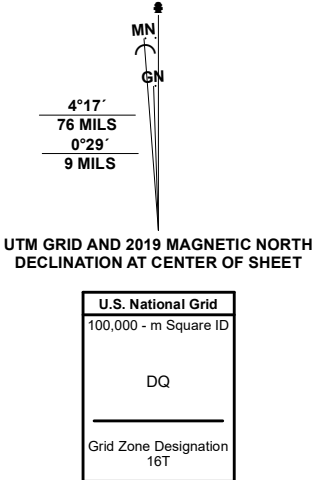 MN
GN
4°17´
76 MILS
0°29´
9 MILS
UTM GRID AND 2019 MAGNETIC NORTH
DECLINATION AT CENTER OF SHEET
U.S. National Grid
100,000 - m Square ID
DQ
Grid Zone Designation
16T